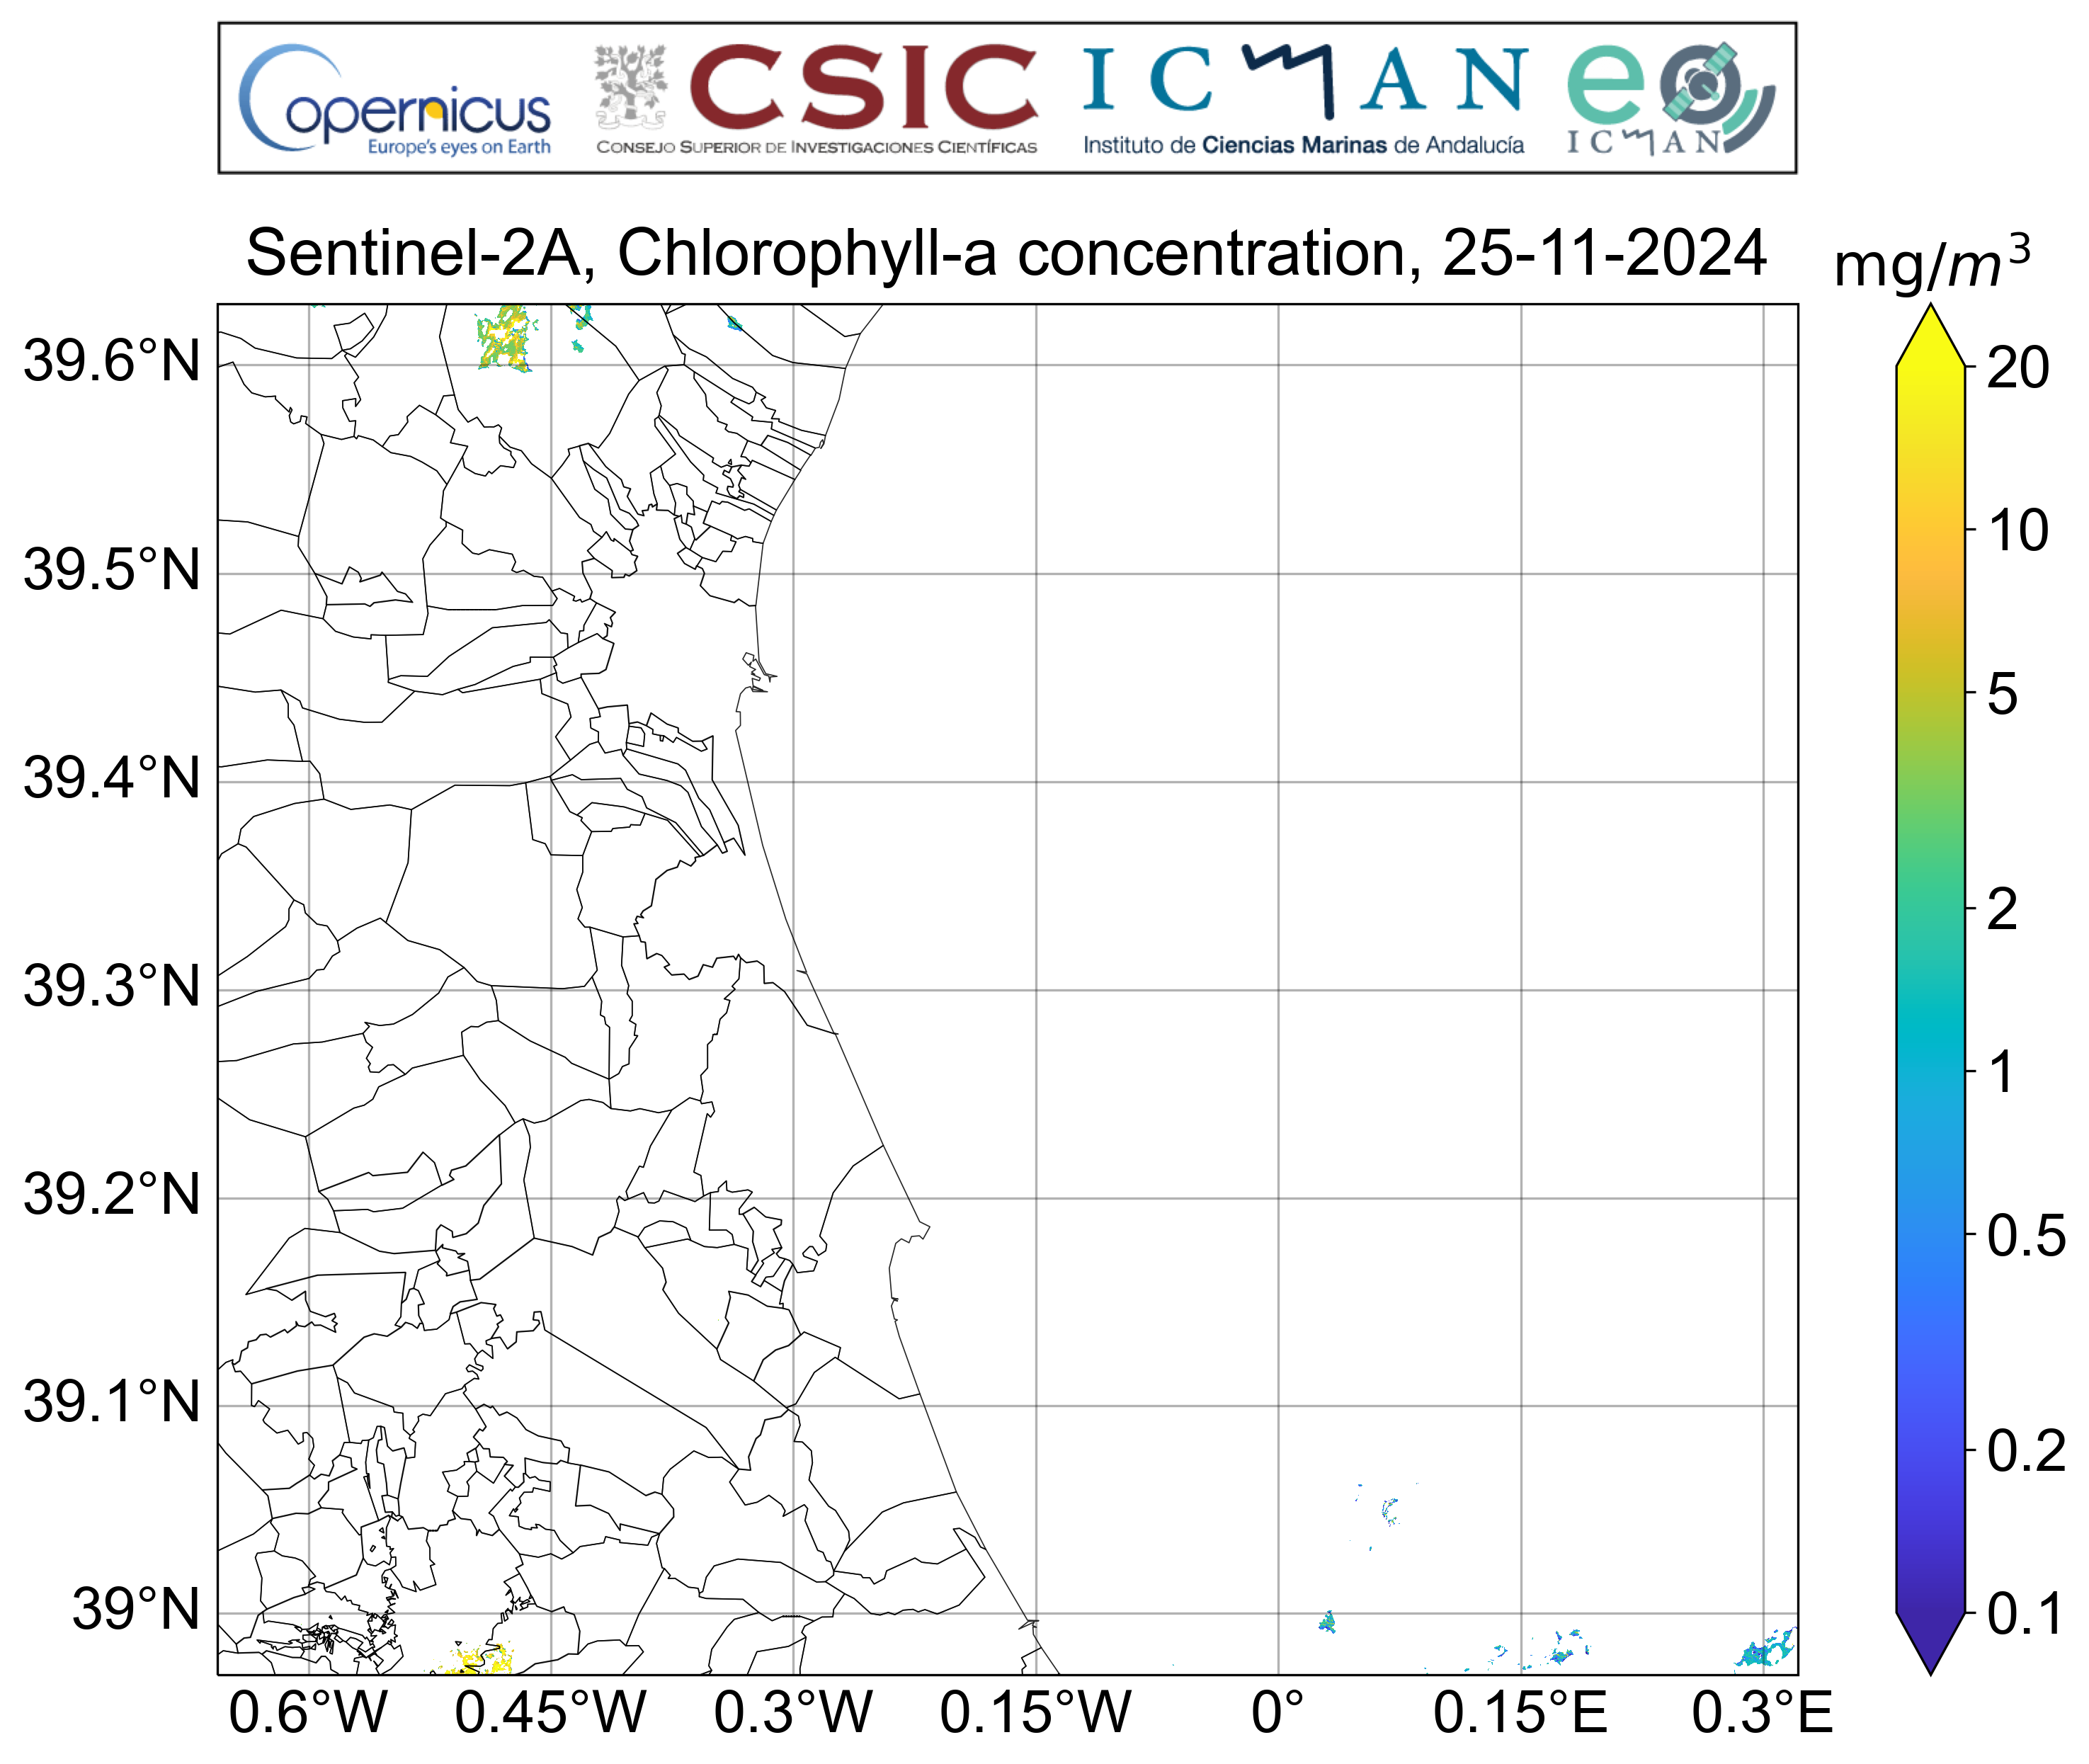 opernicus
Europe's eyes on Earth
CSIC
CONSEJO SUPERIOR DE INVESTIGACIONES CIENTÍFICAS
ICMAN
Instituto de Ciencias Marinas de Andalucía
eo
ICMAN
Sentinel-2A, Chlorophyll-a concentration, 25-11-2024
mg/m³
39.6°N
39.5°N
39.4°N
39.3°N
39.2°N
39.1°N
39°N
0.6°W
0.45°W
0.3°W
0.15°W
0°
0.15°E
0.3°E
20
10
5
2
1
0.5
0.2
0.1